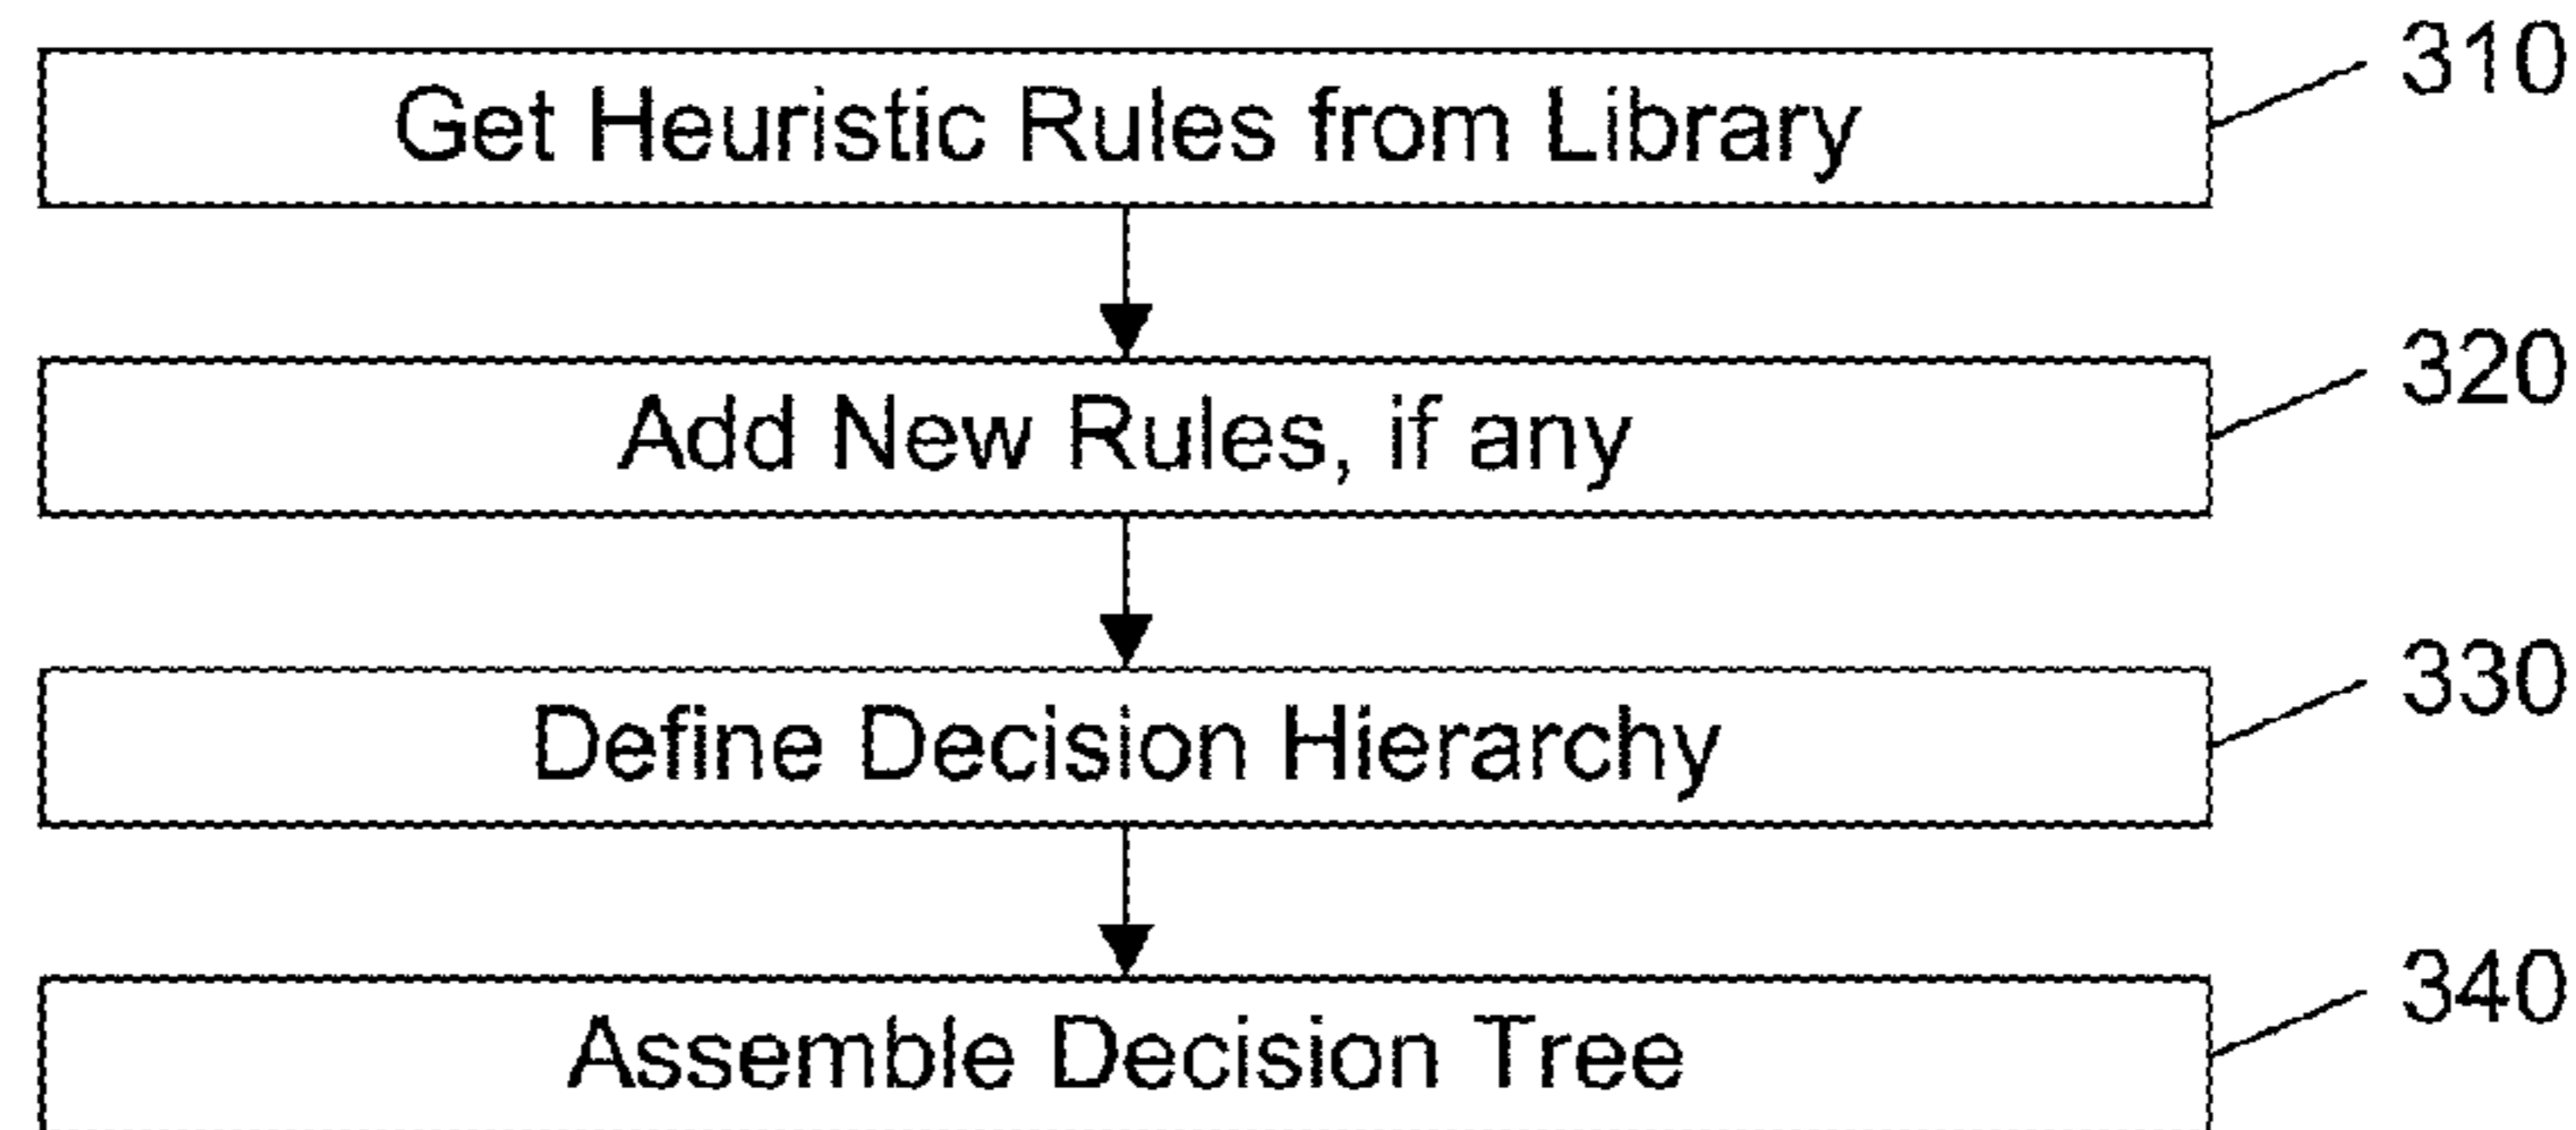 Get Heuristic Rules from Library 310
Add New Rules, if any 320
Define Decision Hierarchy 330
Assemble Decision Tree 340